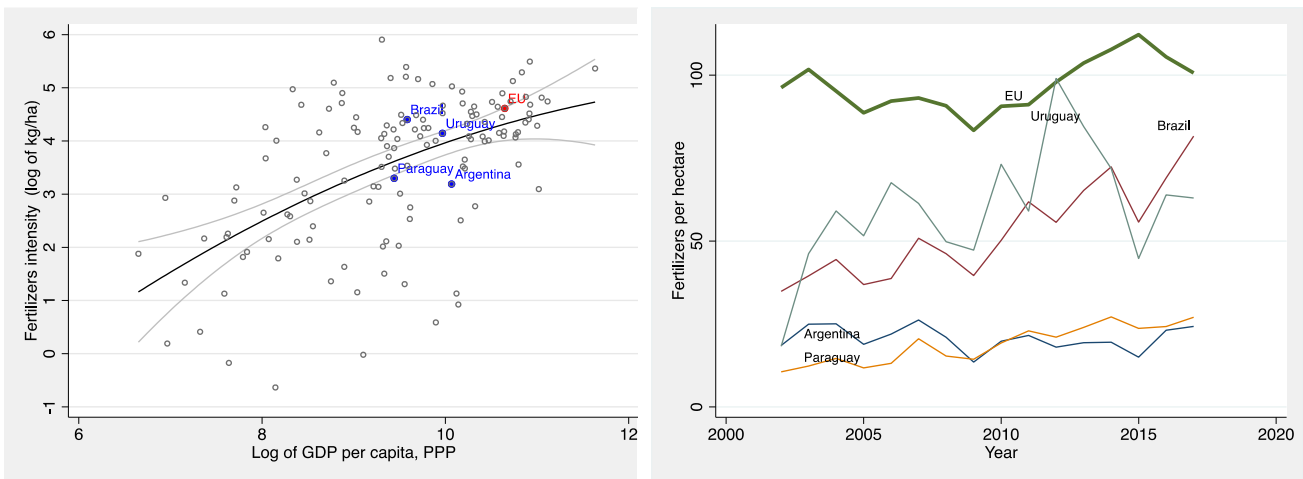 Fertilizers intensity  (log of kg/ha)
6
5
4
3
2
1
0
-1
EU
Brazil
Uruguay
Paraguay
Argentina
6
8
10
12
Log of GDP per capita, PPP
Fertilizers per hectare
100
50
0
EU
Uruguay
Brazil
Argentina
Paraguay
2000
2005
2010
2015
2020
Year